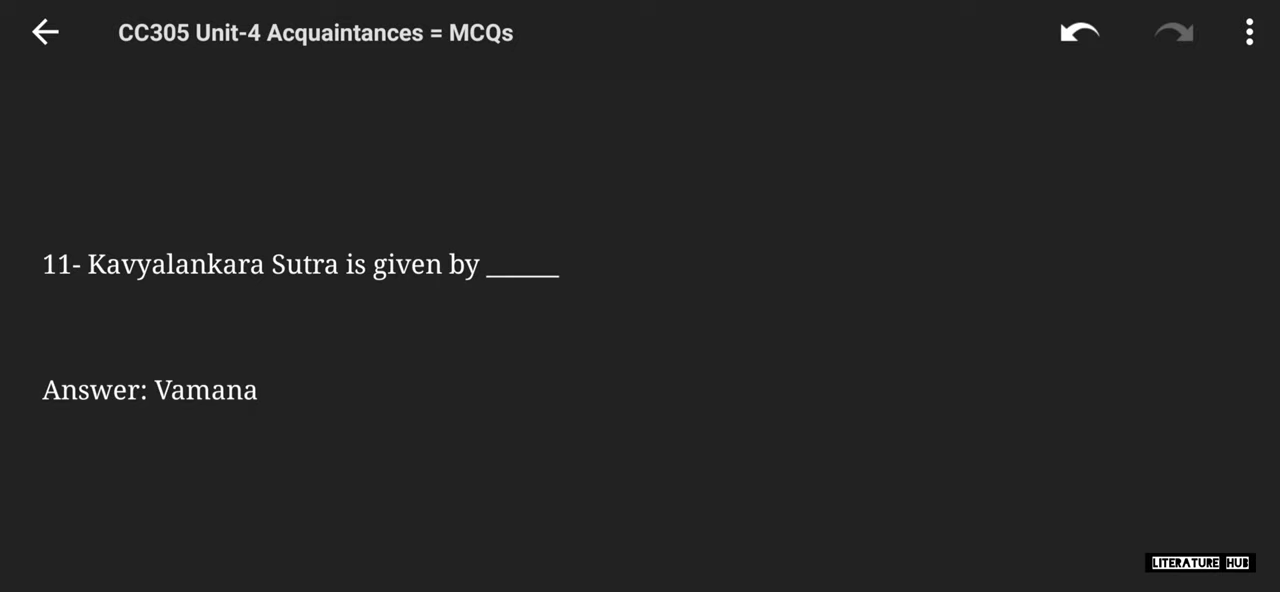 CC305 Unit-4 Acquaintances = MCQs
11- Kavyalankara Sutra is given by ______
Answer: Vamana
LITERATURE HUB